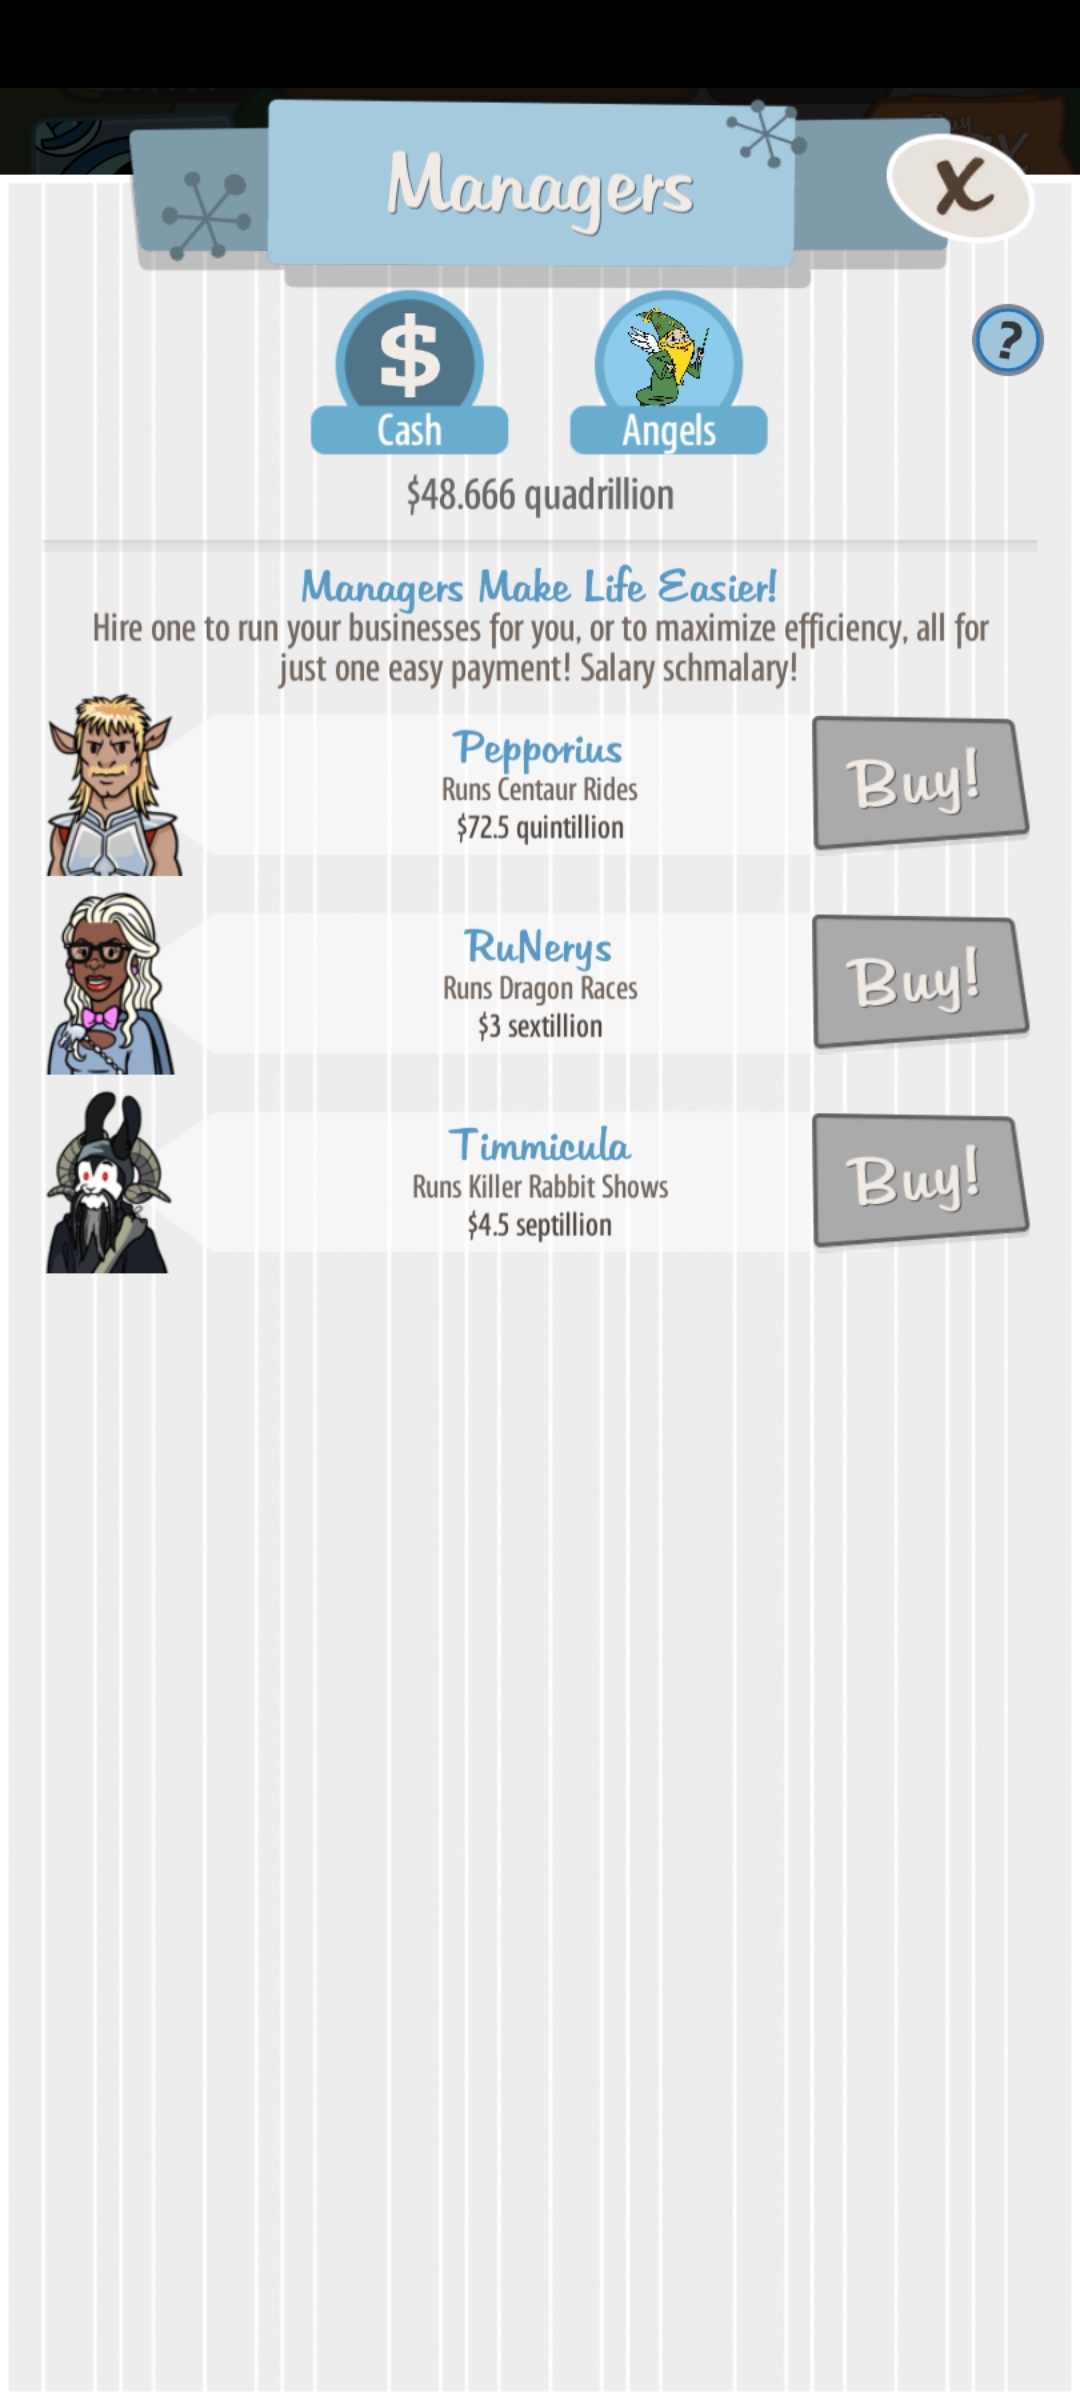 Managers
X
$
Cash
Angels
?
$48.666 quadrillion
Managers Make Life Easier!
Hire one to run your businesses for you, or to maximize efficiency, all for
just one easy payment! Salary schmalary!
Pepporius
Runs Centaur Rides
$72.5 quintillion
Buy!
RuNerys
Runs Dragon Races
$3 sextillion
Buy!
Timmicula
Runs Killer Rabbit Shows
$4.5 septillion
Buy!